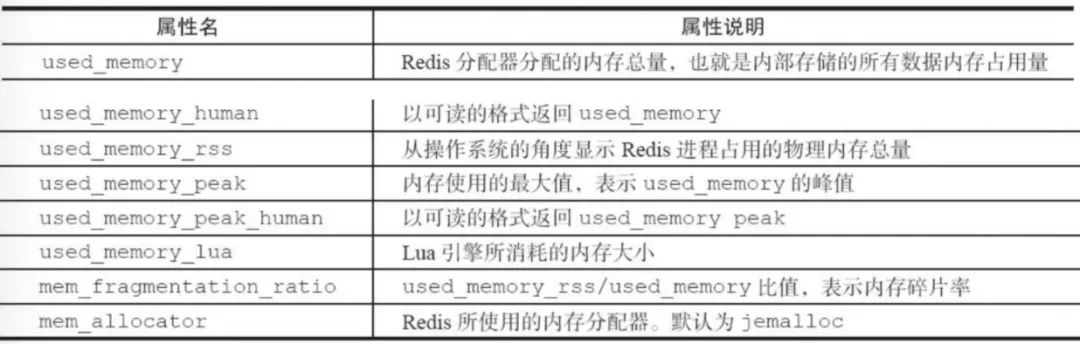 属性名 属性说明
used_memory Redis 分配器分配的内存总量，也就是内部存储的所有数据内存占用量
used_memory_human 以可读的格式返回 used_memory
used_memory_rss 从操作系统的角度显示 Redis 进程占用的物理内存总量
used_memory_peak 内存使用的最大值，表示 used_memory 的峰值
used_memory_peak_human 以可读的格式返回 used_memory peak
used_memory_lua Lua 引擎所消耗的内存大小
mem_fragmentation_ratio used_memory_rss/used_memory 比值，表示内存碎片率
mem_allocator Redis 所使用的内存分配器。默认为 jemalloc